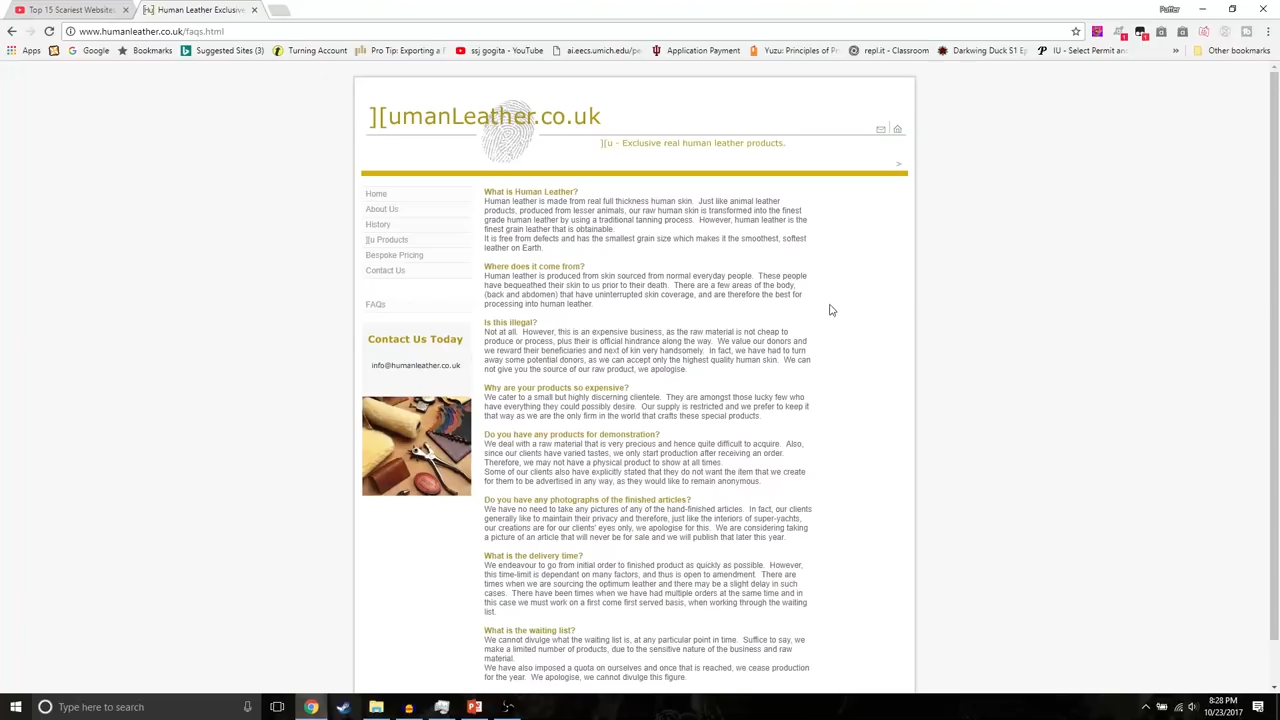 Top 15 Scariest Websites
Human Leather Exclusive
Puffer
www.humanleather.co.uk/faqs.html
Apps
Google
Bookmarks
Suggested Sites (3)
Turning Account
Pro Tip: Exporting a F
ssj gogita - YouTube
ai.eecs.umich.edu/pe
Application Payment
Yuzu: Principles of
repl.it - Classroom
Darkwing Duck S1 Ep
IU - Select Permit an
Other bookmarks
][umanLeather.co.uk
][u - Exclusive real human leather products.
>
Home
About Us
History
][u Products
Bespoke Pricing
Contact Us
FAQs
Contact Us Today
info@humanleather.co.uk
What is Human Leather?
Human leather is made from real full thickness human skin. Just like animal leather
products, produced from lesser animals, our raw human skin is transformed into the finest
grade human leather by using a traditional tanning process. However, human leather is the
finest grain leather that is obtainable.
It is free from defects and has the smallest grain size which makes it the smoothest, softest
leather on Earth.
Where does it come from?
Human leather is produced from skin sourced from normal everyday people. These people
have bequeathed their skin to us prior to their death. There are a few areas of the body,
(back and abdomen) that have uninterrupted skin coverage, and are therefore the best for
processing into human leather.
Is this illegal?
Not at all. However, this is an expensive business, as the raw material is not cheap to
produce or process, plus their is official hindrance along the way. We value our donors and
we reward their beneficiaries and next of kin very handsomely. In fact, we have had to turn
away some potential donors, as we can accept only the highest quality human skin. We can
not give you the source of our raw product, we apologise.
Why are your products so expensive?
We cater to a small but highly discerning clientele. They are amongst those lucky few who
have everything they could possibly desire. Our supply is restricted and we prefer to keep it
that way as we are the only firm in the world that crafts these special products.
Do you have any products for demonstration?
We deal with a raw material that is very precious and hence quite difficult to acquire. Also,
since our clients have varied tastes, we only start production after receiving an order.
Therefore, we may not have a physical product to show at all times.
Some of our clients also have explicitly stated that they do not want the item that we create
for them to be advertised in any way, as they would like to remain anonymous.
Do you have any photographs of the finished articles?
We have no need to take any pictures of any of the hand-finished articles. In fact, our clients
generally like to maintain their privacy and therefore, just like the interiors of super-yachts,
our creations are for our clients' eyes only, we apologise for this. We are considering taking
a picture of an article that will never be for sale and we will publish that later this year.
What is the delivery time?
We endeavour to go from initial order to finished product as quickly as possible. However,
this time-limit is dependant on many factors, and thus is open to amendment. There are
times when we are sourcing the optimum leather and there may be a slight delay in such
cases. There have been times when we have had multiple orders at the same time and in
this case we must work on a first come first served basis, when working through the waiting
list.
What is the waiting list?
We cannot divulge what the waiting list is, at any particular point in time. Suffice to say, we
make a limited number of products, due to the sensitive nature of the business and raw
material.
We have also imposed a quota on ourselves and once that is reached, we cease production
for the year. We apologise, we cannot divulge this figure.
Type here to search
8:28 PM
10/23/2017